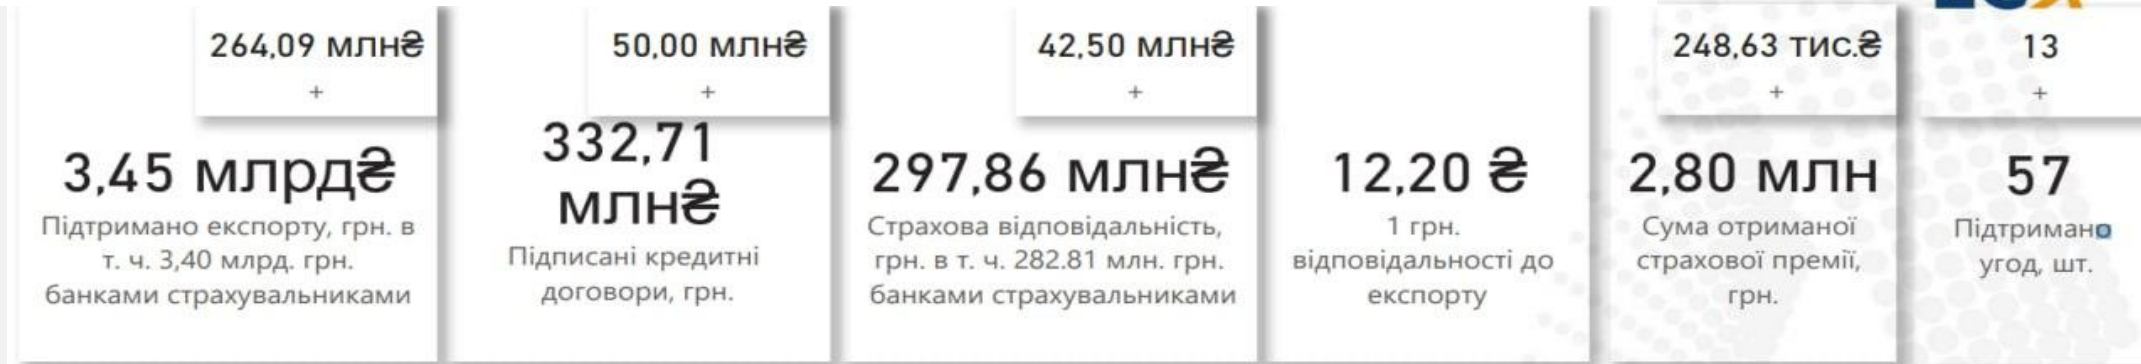 264,09 млн₴
+
3,45 млрд₴
Підтримано експорту, грн. в
т. ч. 3,40 млрд. грн.
банками страхувальниками
50,00 млн₴
+
332,71
млн₴
Підписані кредитні
договори, грн.
42,50 млн₴
+
297,86 млн₴
Страхова відповідальність,
грн. в т. ч. 282.81 млн. грн.
банками страхувальниками
12,20 ₴
1 грн.
відповідальності до
експорту
248,63 тис.₴
+
2,80 млн
Сума отриманої
страхової премії,
грн.
13
+
57
Підтримано
угод, шт.